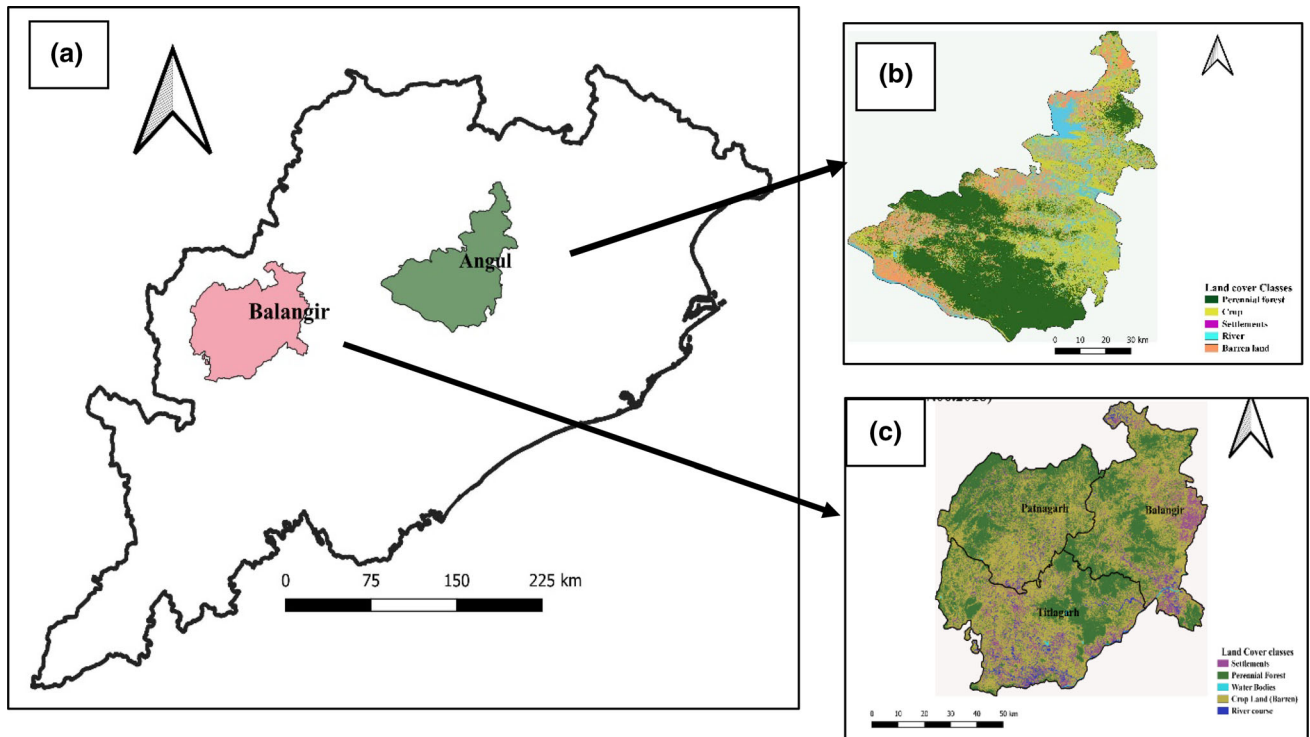 (a)
Angul
Balangir
0 75 150 225 km
(b)
Land cover Classes
Perennial forest
Crop
Settlements
River
Barren land
0 10 20 30 km
(c)
Patnagarh
Balangir
Titlagarh
Land Cover classes
Settlements
Perennial Forest
Water Bodies
Crop Land (Barren)
River course
0 10 20 30 40 50 km